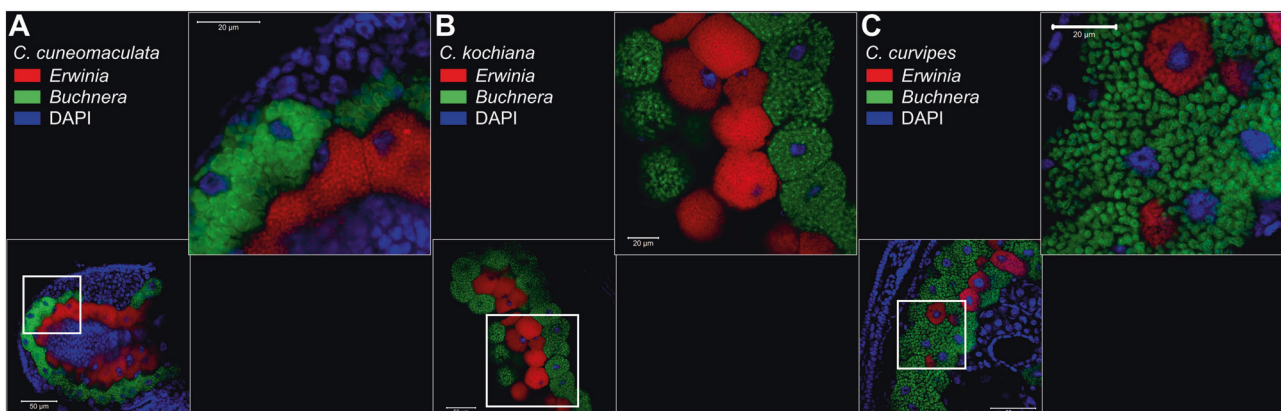 A
C. cuneomaculata
Erwinia
Buchnera
DAPI
20 µm
50 µm
B
C. kochiana
Erwinia
Buchnera
DAPI
20 µm
C
C. curvipes
Erwinia
Buchnera
DAPI
20 µm